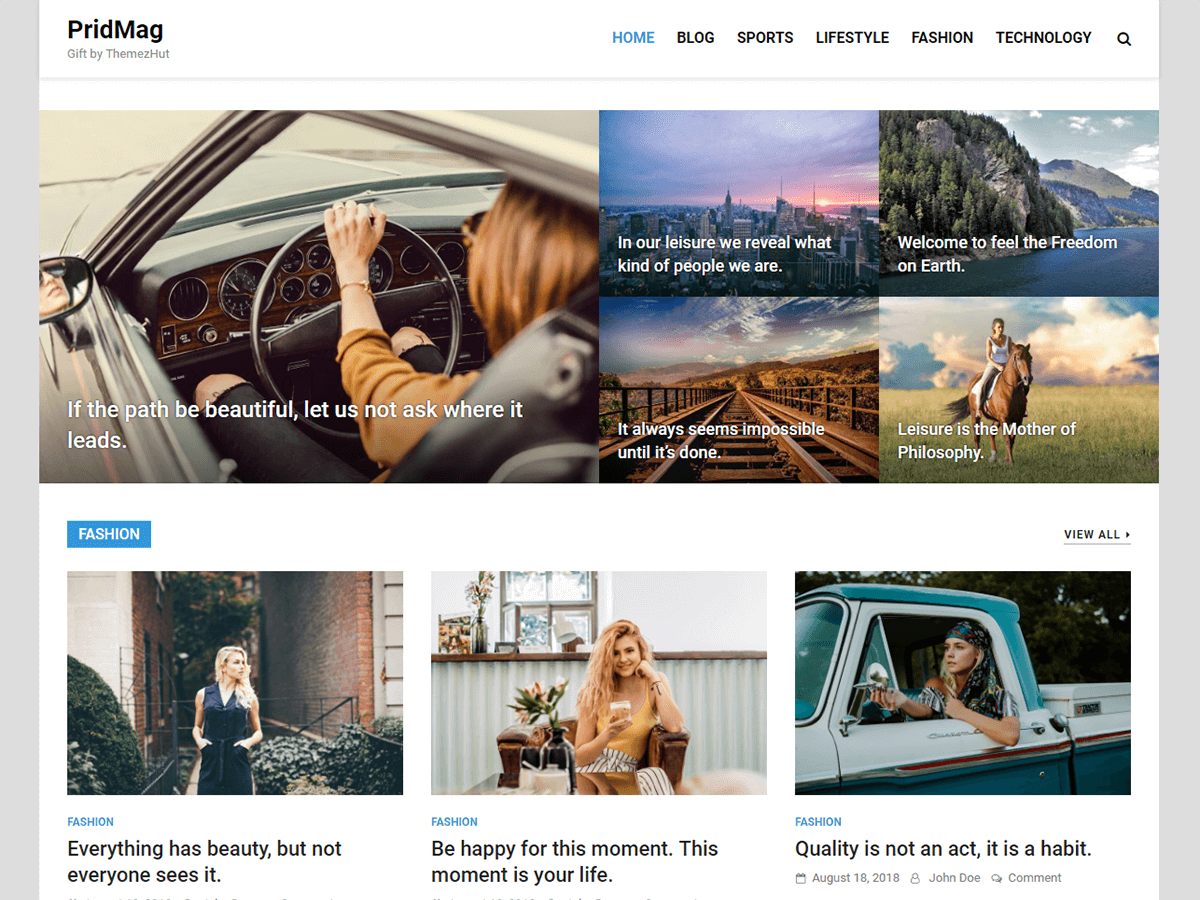 PridMag
Gift by ThemezHut
HOME BLOG SPORTS LIFESTYLE FASHION TECHNOLOGY
If the path be beautiful, let us not ask where it
leads.
In our leisure we reveal what
kind of people we are.
Welcome to feel the Freedom
on Earth.
It always seems impossible
until it's done.
Leisure is the Mother of
Philosophy.
FASHION
VIEW ALL
FASHION
Everything has beauty, but not
everyone sees it.
FASHION
Be happy for this moment. This
moment is your life.
FASHION
Quality is not an act, it is a habit.
August 18, 2018 John Doe Comment